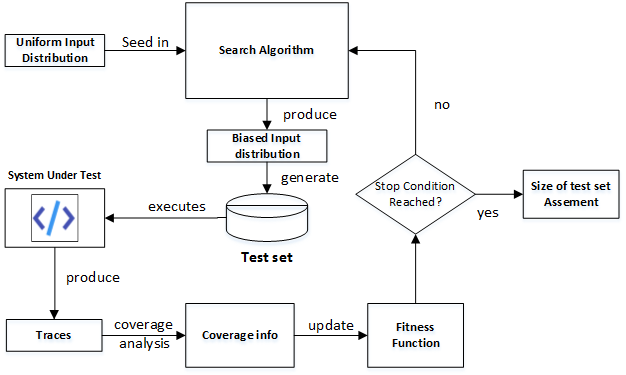 Uniform Input
Distribution
Seed in
Search Algorithm
produce
no
Biased Input
distribution
generate
System Under Test
</>
executes
Test set
Stop Condition
Reached?
yes
Size of test set
Assement
produce
Traces
coverage
analysis
Coverage info
update
Fitness
Function